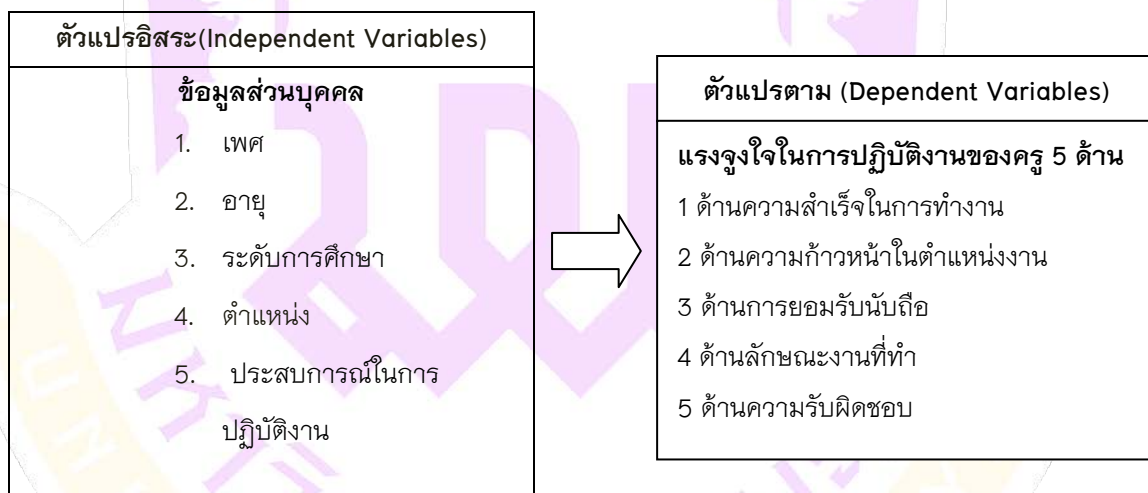 ตัวแปรอิสระ(Independent Variables)
ข้อมูลส่วนบุคคล
1. เพศ
2. อายุ
3. ระดับการศึกษา
4. ตำแหน่ง
5. ประสบการณ์ในการ
ปฏิบัติงาน
ตัวแปรตาม (Dependent Variables)
แรงจูงใจในการปฏิบัติงานของครู 5 ด้าน
1 ด้านความสำเร็จในการทำงาน
2 ด้านความก้าวหน้าในตำแหน่งงาน
3 ด้านการยอมรับนับถือ
4 ด้านลักษณะงานที่ทำ
5 ด้านความรับผิดชอบ